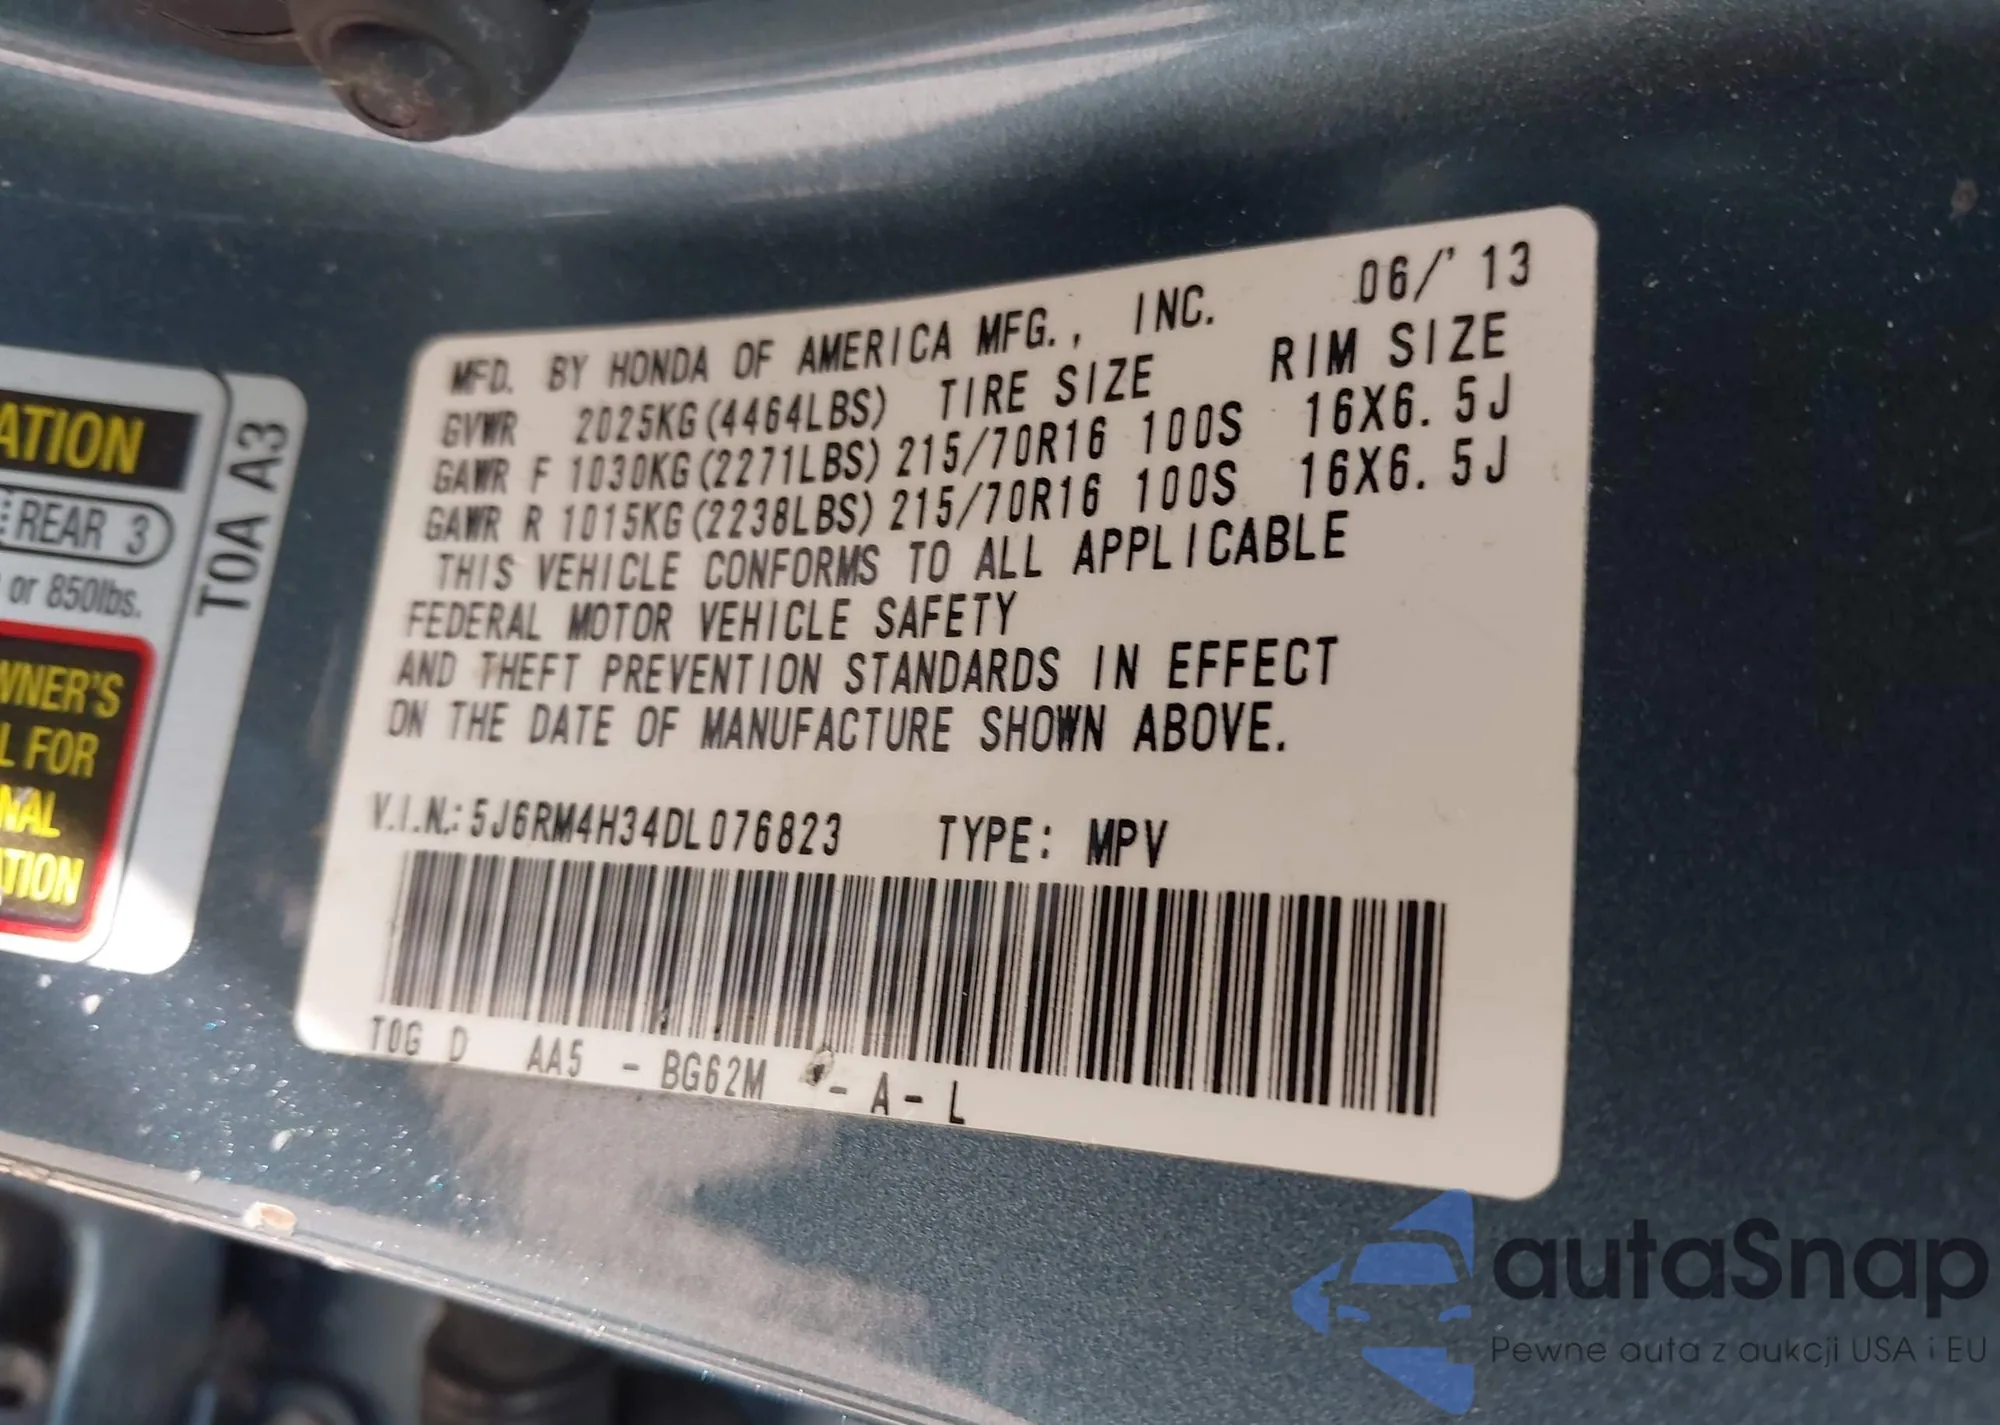 MFD. BY HONDA OF AMERICA MFG., INC. 06/'13
GVWR 2025KG(4464LBS) TIRE SIZE RIM SIZE
GAWR F 1030KG(2271LBS) 215/70R16 100S 16X6.5J
GAWR R 1015KG(2238LBS) 215/70R16 100S 16X6.5J
THIS VEHICLE CONFORMS TO ALL APPLICABLE
FEDERAL MOTOR VEHICLE SAFETY
AND THEFT PREVENTION STANDARDS IN EFFECT
ON THE DATE OF MANUFACTURE SHOWN ABOVE.
V.I.N.: 5J6RM4H34DL076823 TYPE: MPV
T0G D AA5 - BG62M - A - L
ATION
REAR 3
or 850lbs.
WNER'S
L FOR
NAL
ATION
T0A A3
autaSnap
Pewne auta z aukcji USA i EU